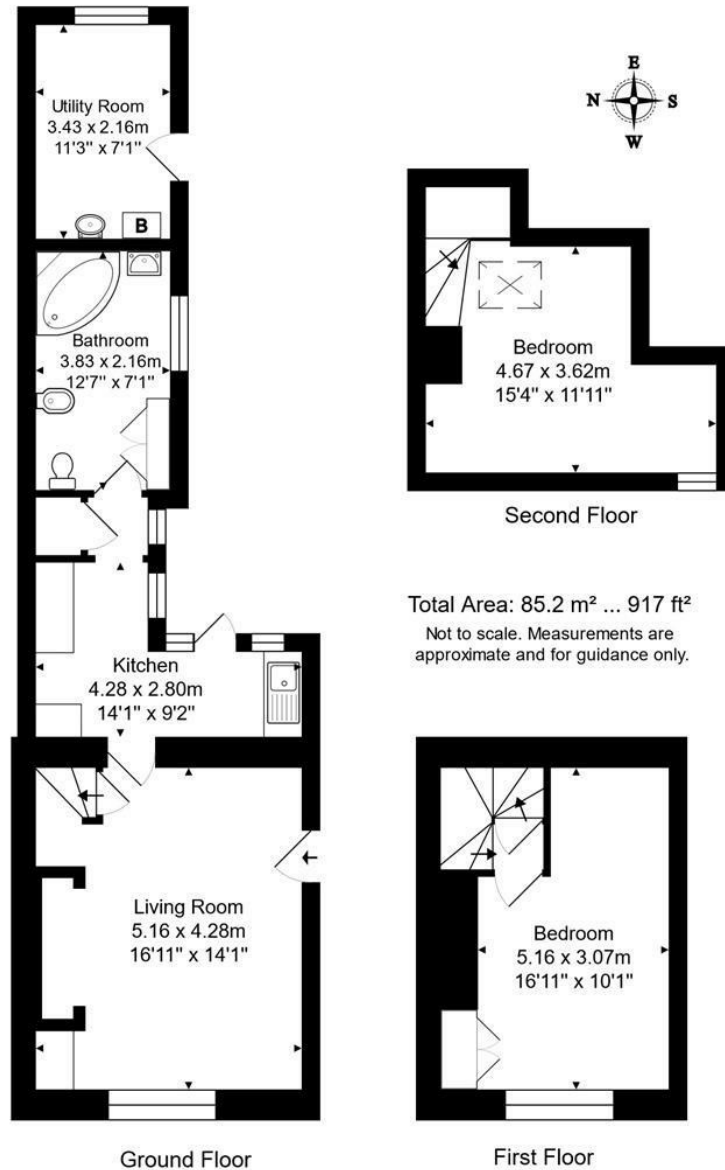 Utility Room
3.43 x 2.16m
11'3" x 7'1"
B
Bathroom
3.83 x 2.16m
12'7" x 7'1"
Kitchen
4.28 x 2.80m
14'1" x 9'2"
Living Room
5.16 x 4.28m
16'11" x 14'1"
Ground Floor
E
N S
W
Bedroom
4.67 x 3.62m
15'4" x 11'11"
Second Floor
Total Area: 85.2 m² ... 917 ft²
Not to scale. Measurements are
approximate and for guidance only.
Bedroom
5.16 x 3.07m
16'11" x 10'1"
First Floor